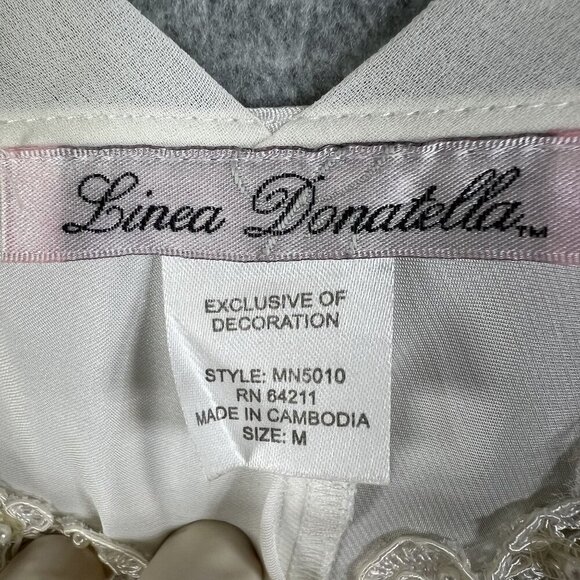 Linea Donatella™
EXCLUSIVE OF
DECORATION
STYLE: MN5010
RN 64211
MADE IN CAMBODIA
SIZE: M